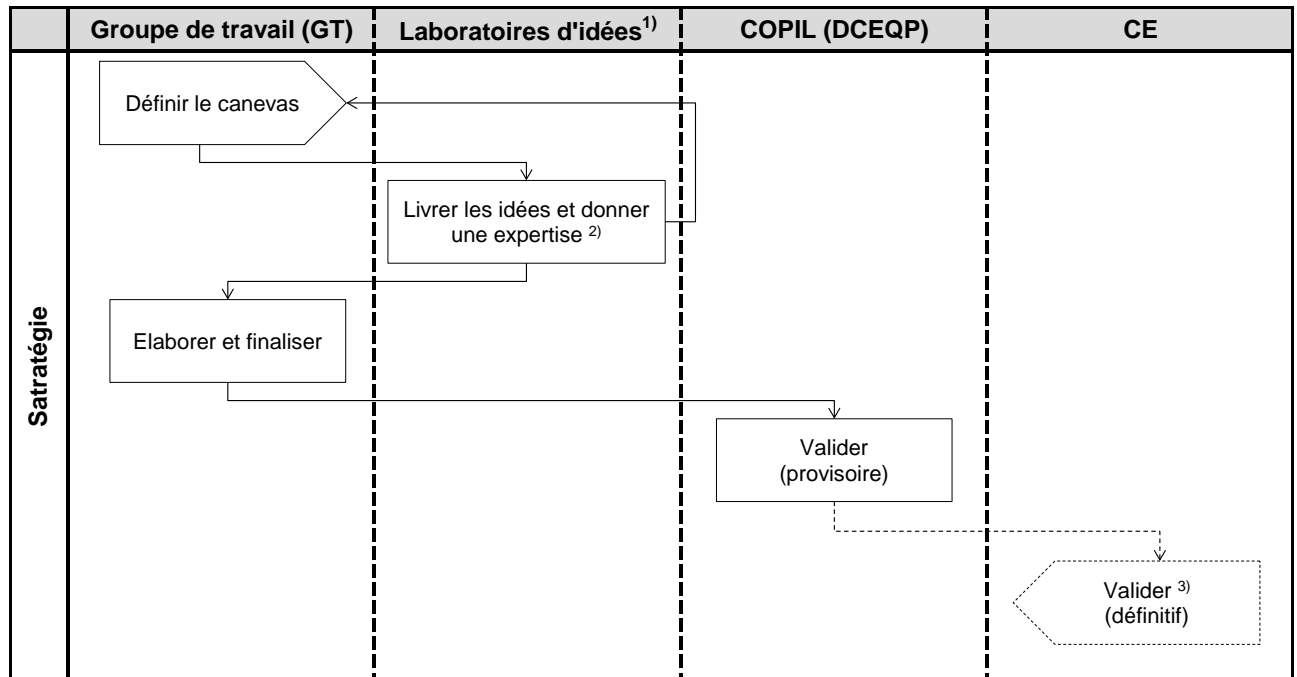 Groupe de travail (GT)
Laboratoires d'idées1)
COPIL (DCEQP)
CE
Satratégie
Définir le canevas
Livrer les idées et donner
une expertise 2)
Elaborer et finaliser
Valider
(provisoire)
Valider 3)
(définitif)